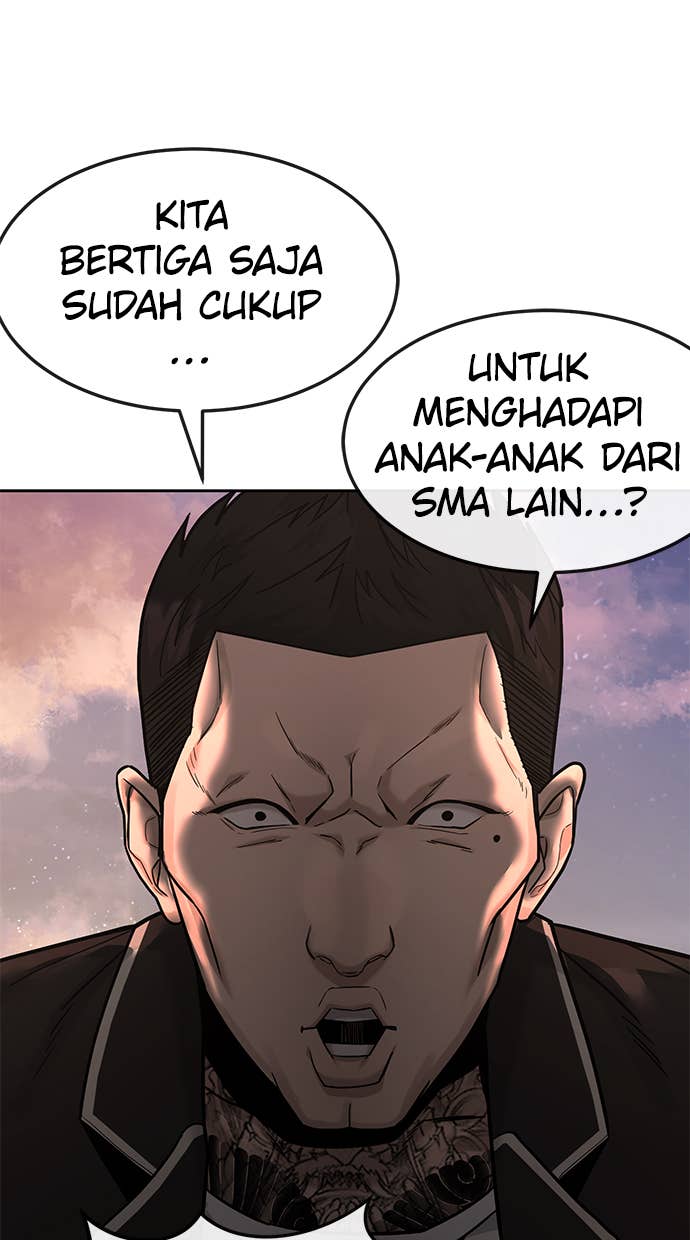 KITA
BERTIGA SAJA
SUDAH CUKUP
...
UNTUK
MENGHADAPI
ANAK-ANAK DARI
SMA LAIN...?